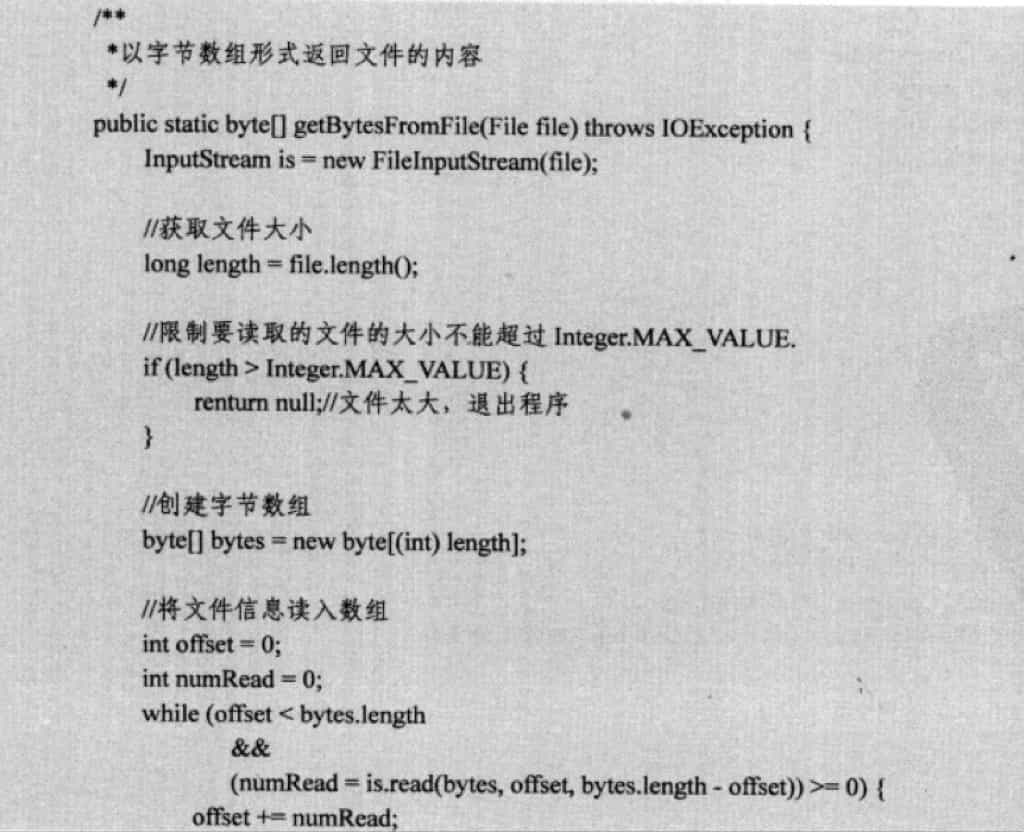 /**
*以字节数组形式返回文件的内容
*/
public static byte[] getBytesFromFile(File file) throws IOException {
InputStream is = new FileInputStream(file);
//获取文件大小
long length = file.length();
//限制要读取的文件的大小不能超过 Integer.MAX_VALUE.
if (length > Integer.MAX_VALUE) {
renturn null;//文件太大，退出程序
}
//创建字节数组
byte[] bytes = new byte[(int) length];
//将文件信息读入数组
int offset = 0;
int numRead = 0;
while (offset < bytes.length
&&
(numRead = is.read(bytes, offset, bytes.length - offset)) >= 0) {
offset += numRead;